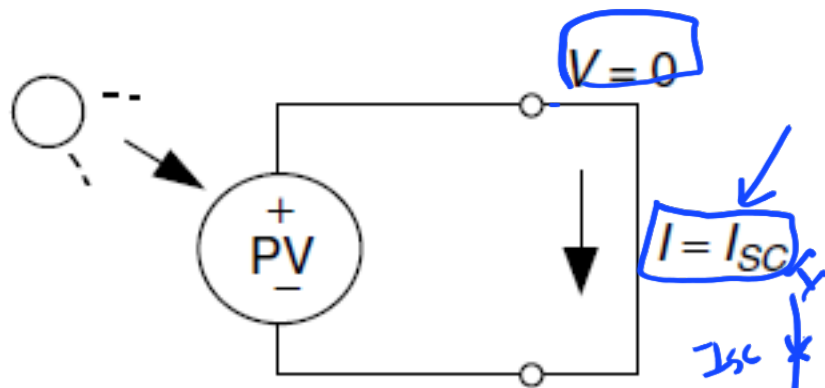 V = 0
+
PV
−
I = I_SC
Isc